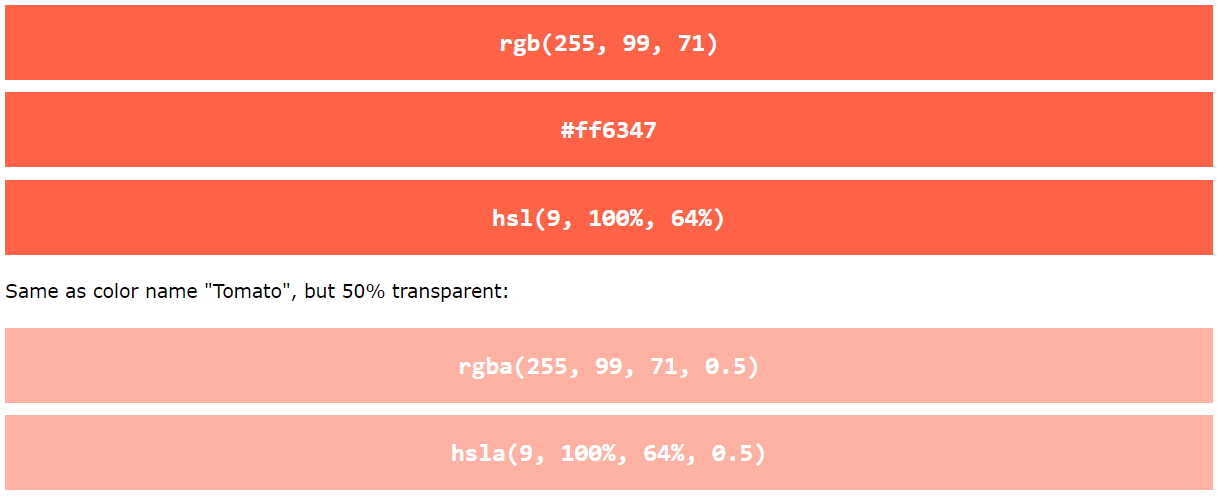 rgb(255, 99, 71)
#ff6347
hsl(9, 100%, 64%)
Same as color name "Tomato", but 50% transparent:
rgba(255, 99, 71, 0.5)
hsla(9, 100%, 64%, 0.5)